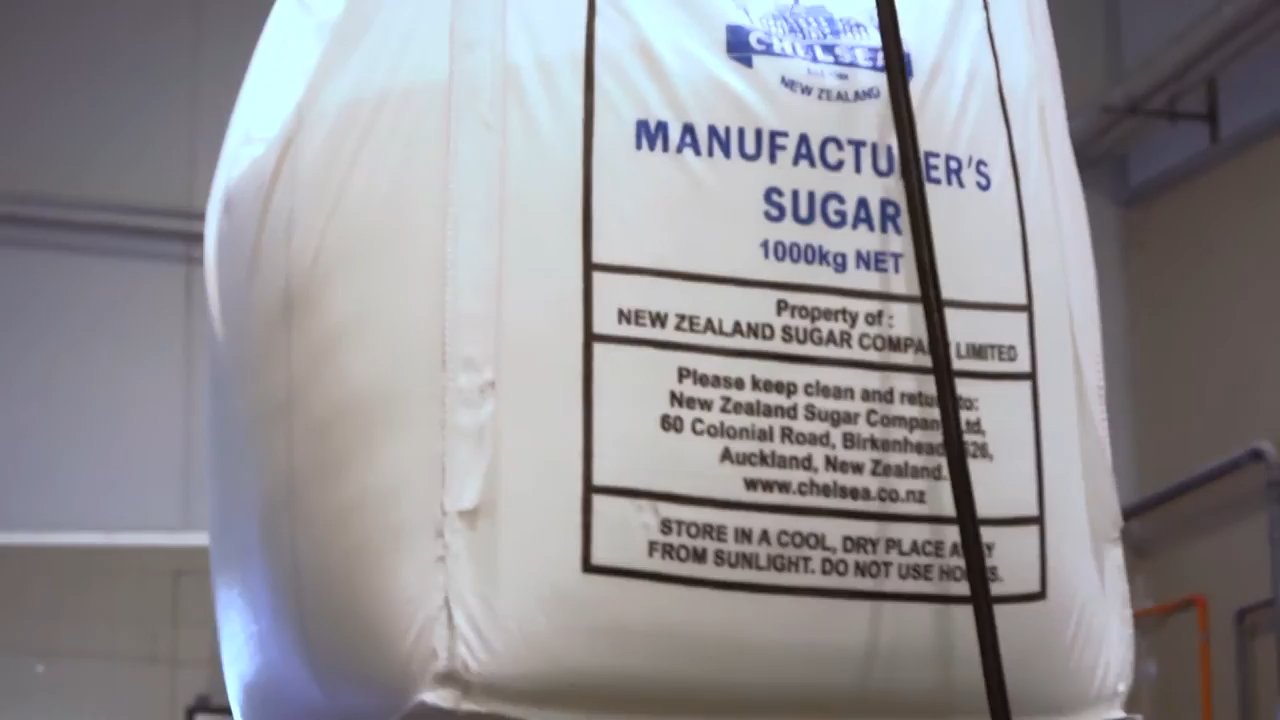 CHELSEA
NEW ZEALAND
MANUFACTURER'S
SUGAR
1000kg NET
Property of :
NEW ZEALAND SUGAR COMPANY LIMITED
Please keep clean and return to:
New Zealand Sugar Company Ltd,
60 Colonial Road, Birkenhead
Auckland, New Zealand.
www.chelsea.co.nz
STORE IN A COOL, DRY PLACE AWAY
FROM SUNLIGHT. DO NOT USE HOOKS.